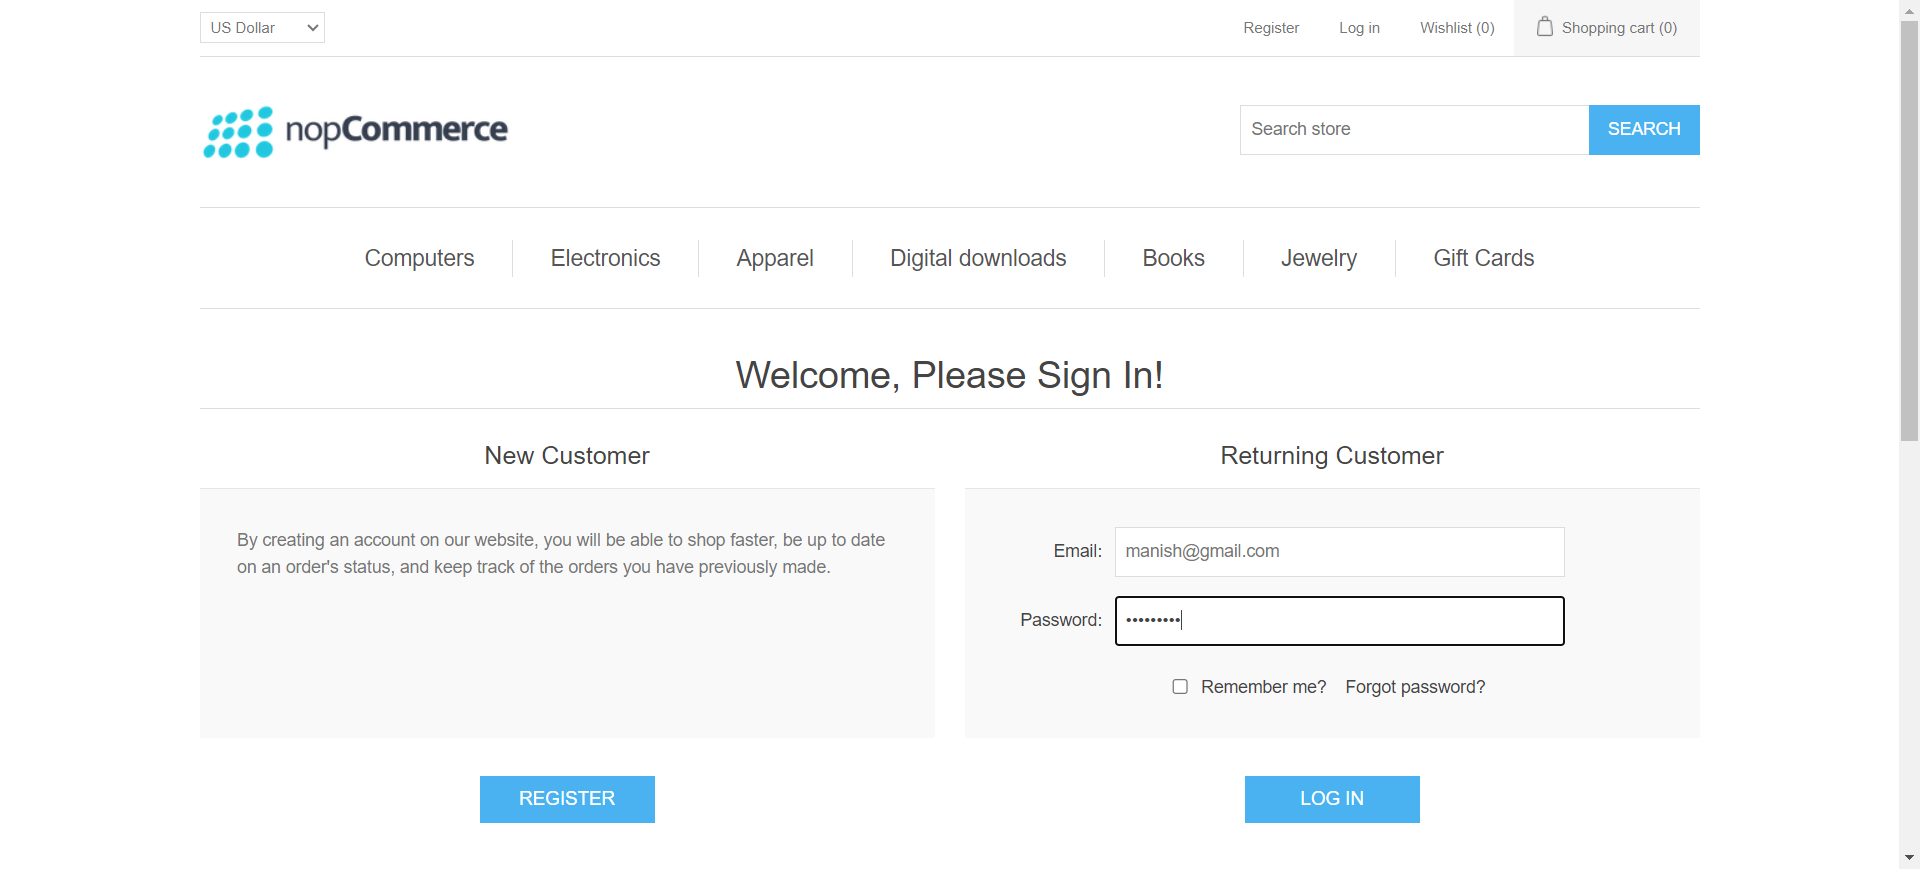 US Dollar
Register Log in Wishlist (0) Shopping cart (0)
nopCommerce
Search store SEARCH
Computers Electronics Apparel Digital downloads Books Jewelry Gift Cards
Welcome, Please Sign In!
New Customer
By creating an account on our website, you will be able to shop faster, be up to date
on an order's status, and keep track of the orders you have previously made.
REGISTER
Returning Customer
Email: manish@gmail.com
Password: •••••••••
Remember me? Forgot password?
LOG IN